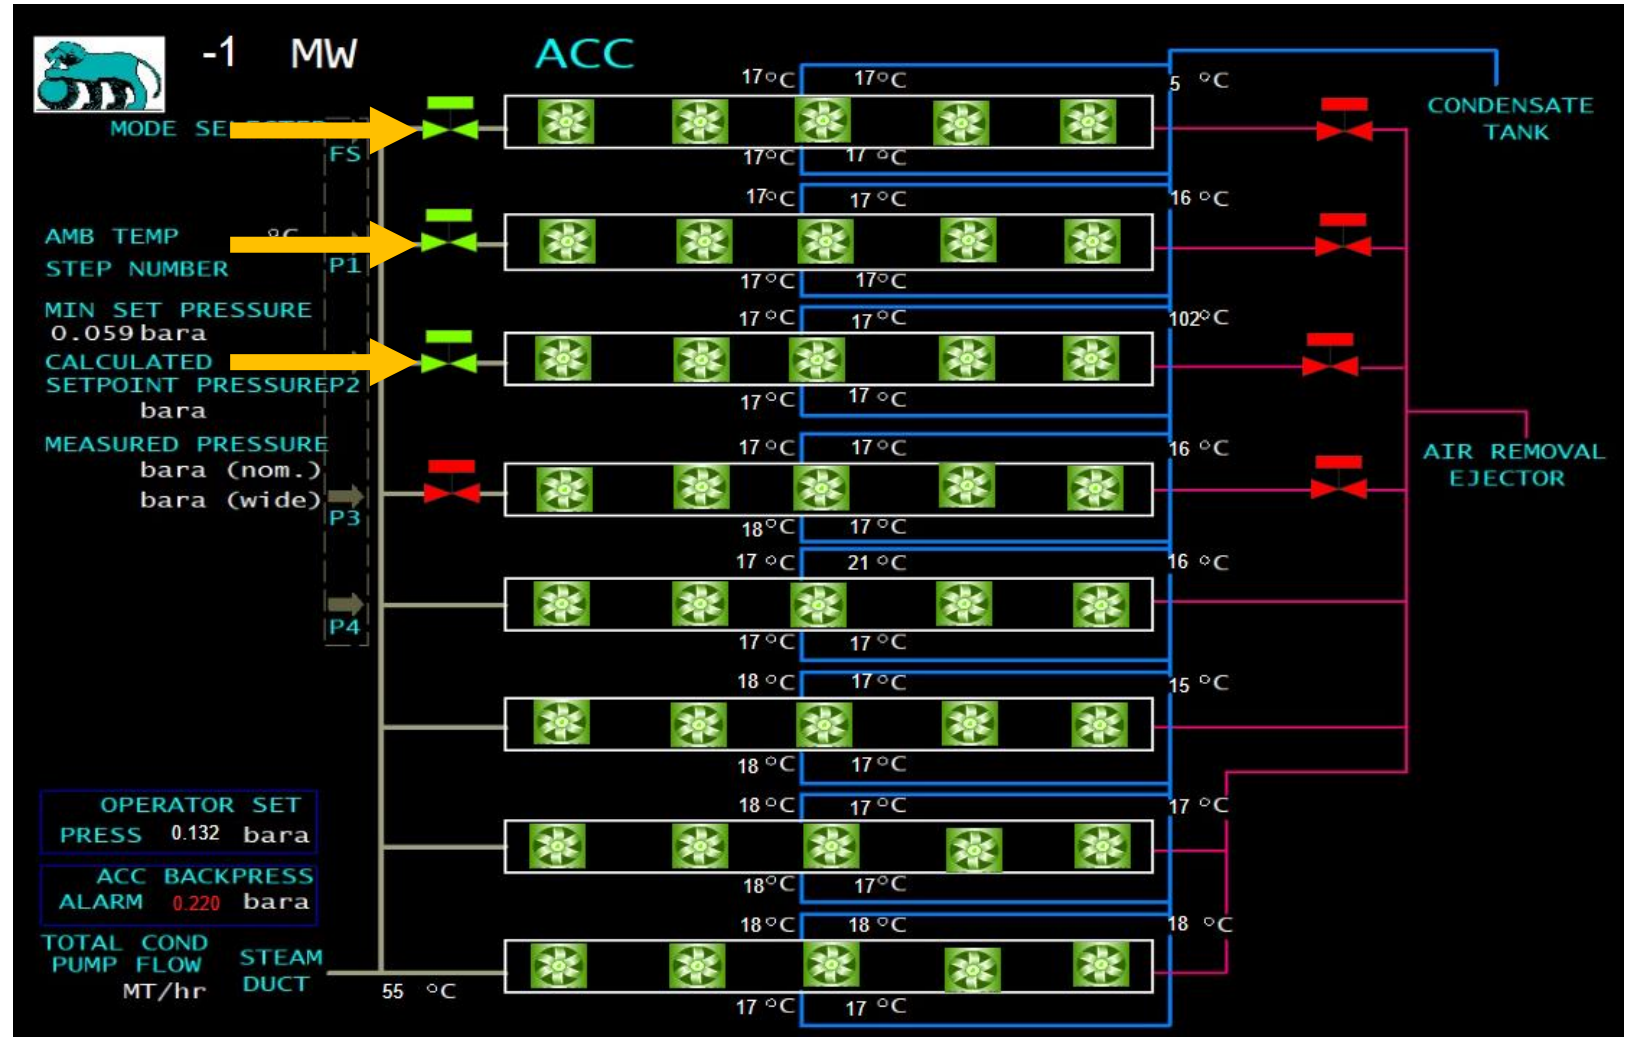 -1 MW ACC
17°C 17°C 5 °C
CONDENSATE
TANK
MODE SE
FS
17°C 17 °C
17°C 17 °C 16 °C
AMB TEMP °C
STEP NUMBER P1
17°C 17°C
MIN SET PRESSURE
0.059 bara
17 °C 17 °C 102°C
CALCULATED
SETPOINT PRESSURE P2
bara
17 °C 17 °C
MEASURED PRESSURE
17 °C 17 °C 16 °C
AIR REMOVAL
EJECTOR
bara (nom.)
bara (wide)
P3
18°C 17 °C
17 °C 21 °C 16 °C
P4
17 °C 17 °C
18 °C 17 °C 15 °C
18 °C 17°C
OPERATOR SET
PRESS 0.132 bara
18°C 17 °C 17 °C
ACC BACKPRESS
ALARM 0.220 bara
18°C 17°C
18°C 18 °C 18 °C
TOTAL COND
PUMP FLOW
MT/hr
STEAM
DUCT
55 °C
17 °C 17 °C